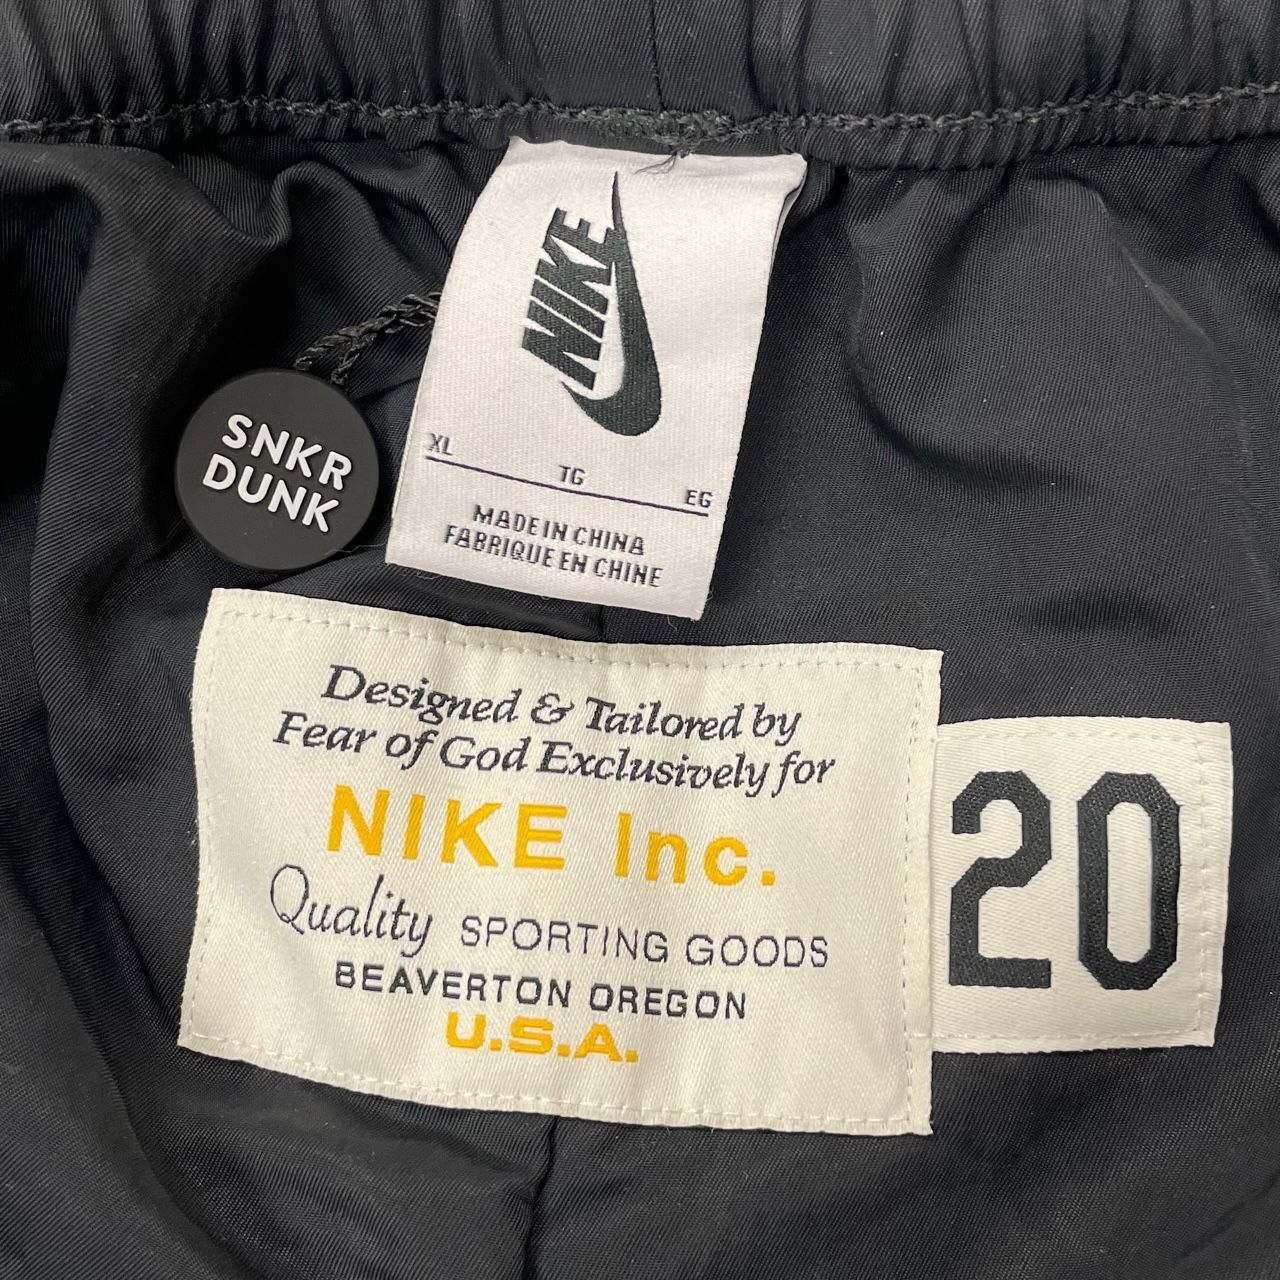 NIKE
XL
TG
EG
MADE IN CHINA
FABRIQUE EN CHINE
SNKR
DUNK
Designed & Tailored by
Fear of God Exclusively for
NIKE Inc.
Quality SPORTING GOODS
BEAVERTON OREGON
U.S.A.
20